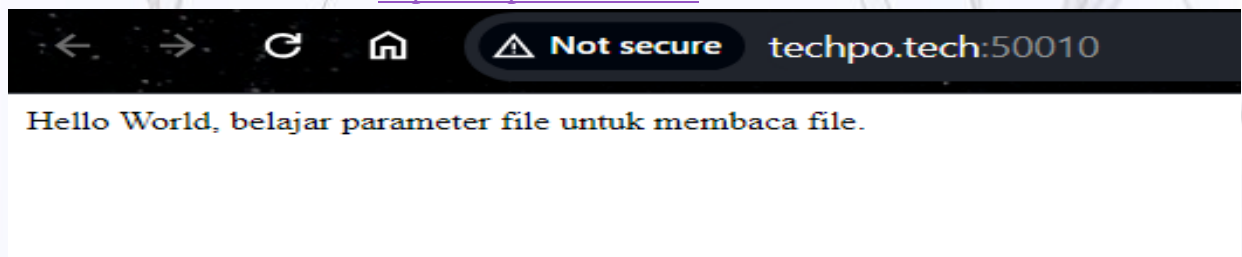 Not secure techpo.tech:50010
Hello World, belajar parameter file untuk membaca file.